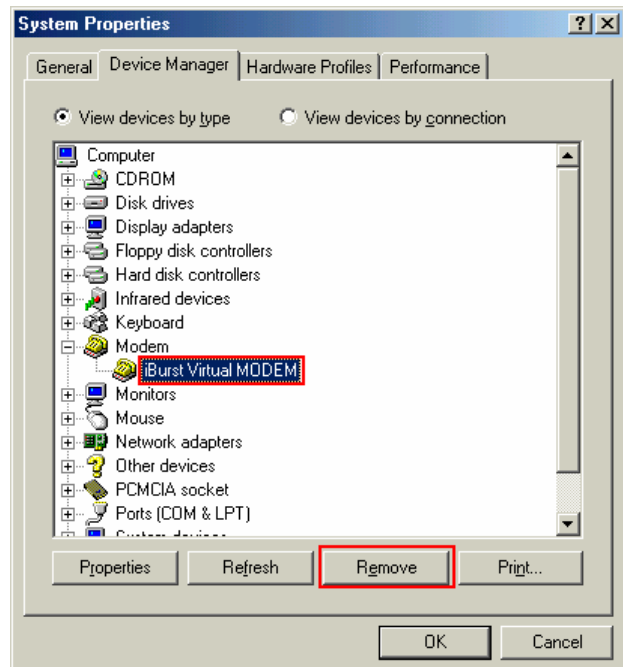 System Properties
General Device Manager Hardware Profiles Performance
View devices by type View devices by connection
Computer
CDROM
Disk drives
Display adapters
Floppy disk controllers
Hard disk controllers
Infrared devices
Keyboard
Modem
iBurst Virtual MODEM
Monitors
Mouse
Network adapters
Other devices
PCMCIA socket
Ports (COM & LPT)
System devices
Properties Refresh Remove Print...
OK Cancel